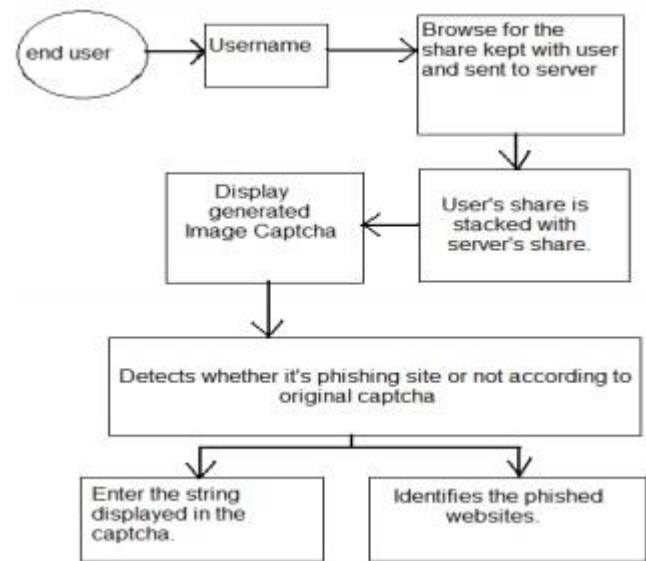 end user
Username
Browse for the
share kept with user
and sent to server
User's share is
stacked with
server's share.
Display
generated
Image Captcha
Detects whether it's phishing site or not according to
original captcha
Enter the string
displayed in the
captcha.
Identifies the phished
websites.